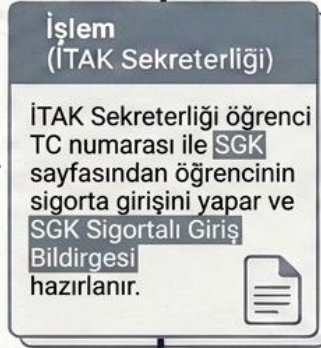 İşlem
(İTAK Sekreterliği)
İTAK Sekreterliği öğrenci
TC numarası ile SGK
sayfasından öğrencinin
sigorta girişini yapar ve
SGK Sigortalı Giriş
Bildirgesi
hazırlanır.